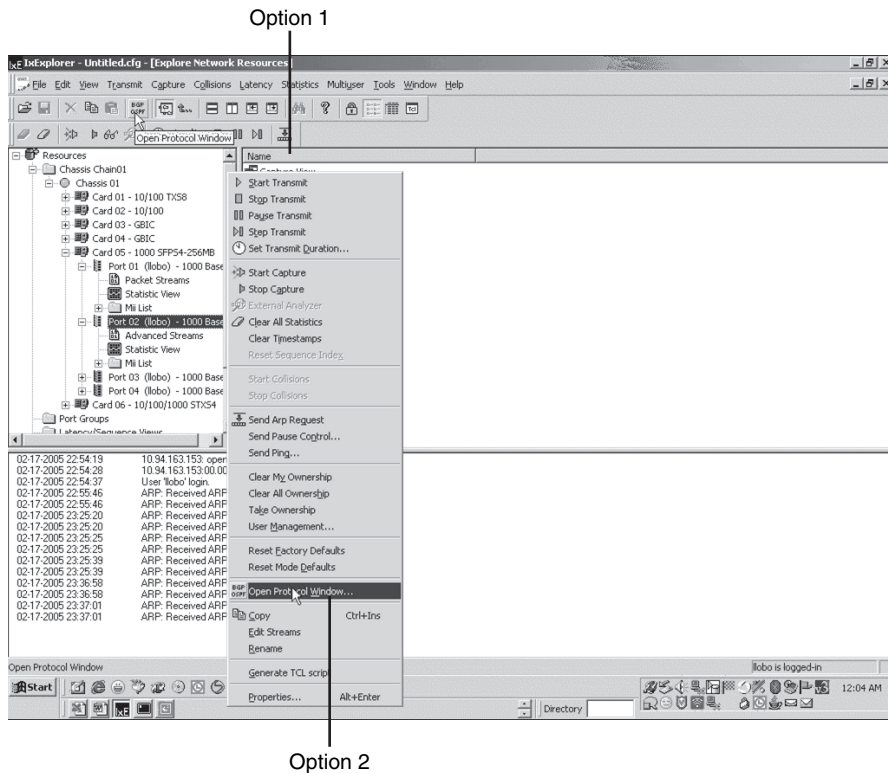 Option 1
IxExplorer - Untitled.cfg - [Explore Network Resources]
File Edit View Transmit Capture Collisions Latency Statistics Multiuser Tools Window Help
BGP
OSPF
Open Protocol Window
Resources
Chassis Chain01
Chassis 01
Card 01 - 10/100 TXS8
Card 02 - 10/100
Card 03 - GBIC
Card 04 - GBIC
Card 05 - 1000 SFPS4-256MB
Port 01 (llobo) - 1000 Base
Packet Streams
Statistic View
Mii List
Port 02 (llobo) - 1000 Base
Advanced Streams
Statistic View
Mii List
Port 03 (llobo) - 1000 Base
Port 04 (llobo) - 1000 Base
Card 06 - 10/100/1000 STXS4
Port Groups
Latency/Sequence Views
Name
Capture View
Start Transmit
Stop Transmit
Pause Transmit
Step Transmit
Set Transmit Duration...
Start Capture
Stop Capture
External Analyzer
Clear All Statistics
Clear Timestamps
Reset Sequence Index
Start Collisions
Stop Collisions
Send Arp Request
Send Pause Control...
Send Ping...
Clear My Ownership
Clear All Ownership
Take Ownership
User Management...
Reset Factory Defaults
Reset Mode Defaults
BGP
OSPF
Open Protocol Window...
Copy Ctrl+Ins
Edit Streams
Rename
Generate TCL script
Properties... Alt+Enter
02-17-2005 22:54:19 10.94.163.153: open
02-17-2005 22:54:28 10.94.163.153:00.00
02-17-2005 22:54:37 User 'llobo' login.
02-17-2005 22:55:46 ARP: Received ARP
02-17-2005 22:55:46 ARP: Received ARP
02-17-2005 23:25:20 ARP: Received ARP
02-17-2005 23:25:20 ARP: Received ARP
02-17-2005 23:25:25 ARP: Received ARP
02-17-2005 23:25:25 ARP: Received ARP
02-17-2005 23:25:39 ARP: Received ARP
02-17-2005 23:25:39 ARP: Received ARP
02-17-2005 23:36:58 ARP: Received ARP
02-17-2005 23:36:58 ARP: Received ARP
02-17-2005 23:37:01 ARP: Received ARP
02-17-2005 23:37:01 ARP: Received ARP
Open Protocol Window
llobo is logged-in
Start
12:04 AM
IxE
Directory
Option 2